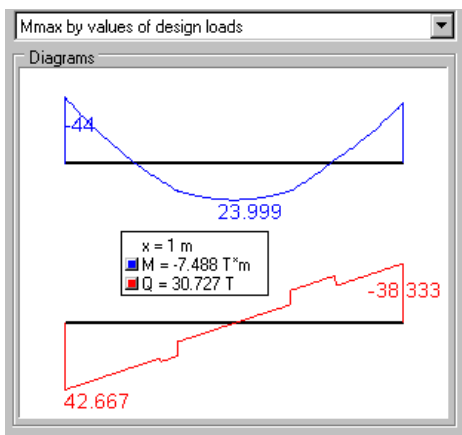 Mmax by values of design loads
Diagrams
-44
23.999
x = 1 m
M = -7.488 T*m
Q = 30.727 T
-38.333
42.667